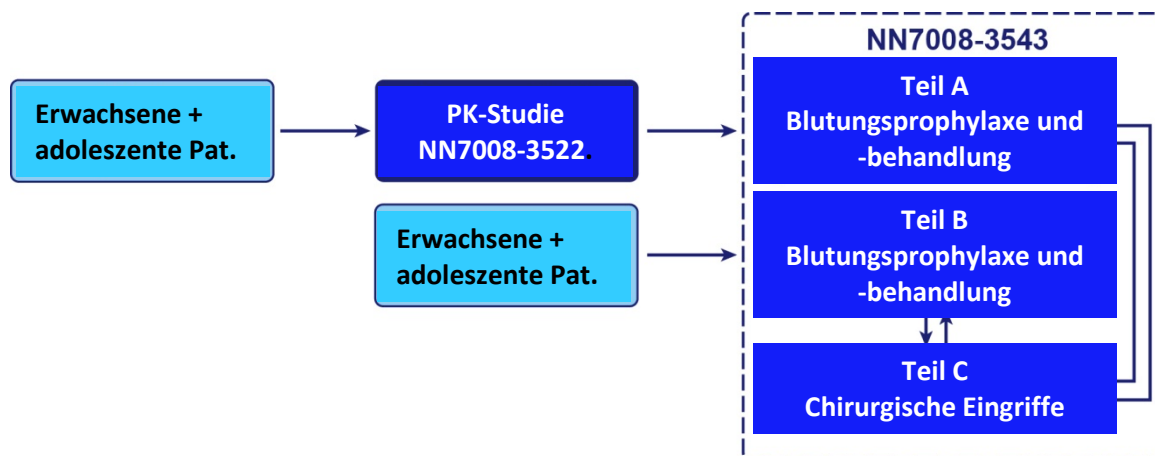 NN7008-3543
Erwachsene +
adoleszente Pat.
PK-Studie
NN7008-3522.
Teil A
Blutungsprophylaxe und
-behandlung
Erwachsene +
adoleszente Pat.
Teil B
Blutungsprophylaxe und
-behandlung
Teil C
Chirurgische Eingriffe